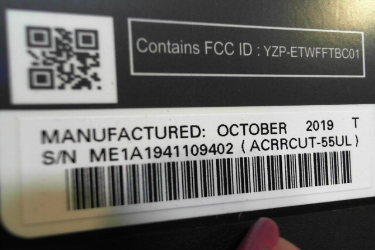 Contains FCC ID : YZP-ETWFFTBC01
MANUFACTURED: OCTOBER 2019 T
S/N ME1A1941109402 (ACRRCUT-55UL)